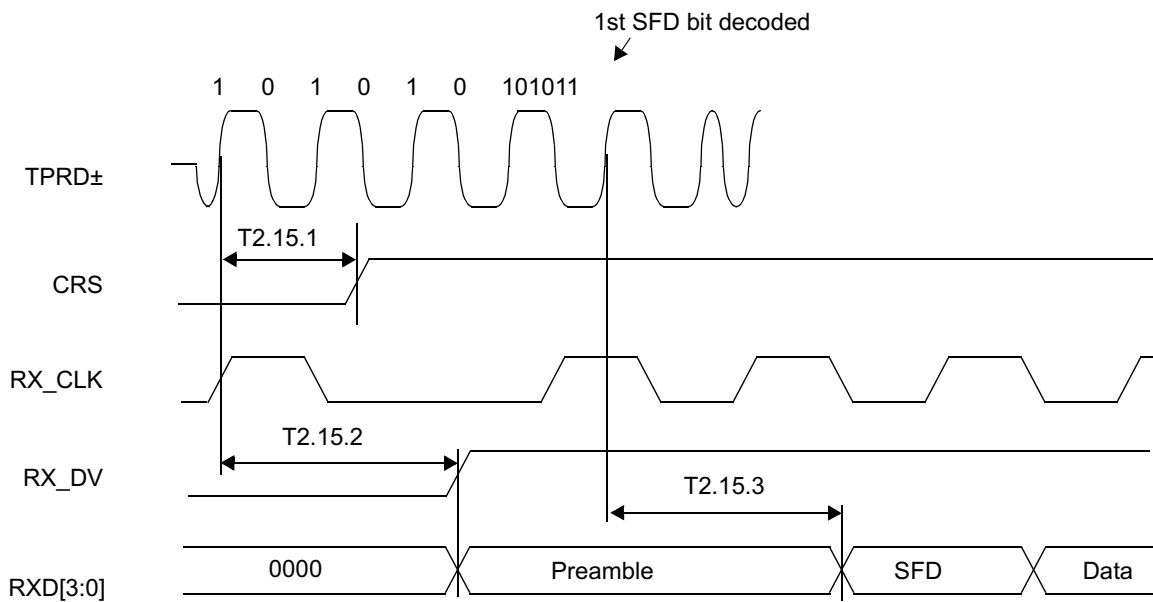 1st SFD bit decoded
1 0 1 0 1 0 101011
TPRD±
T2.15.1
CRS
RX_CLK
T2.15.2
RX_DV
T2.15.3
RXD[3:0]
0000 Preamble SFD Data